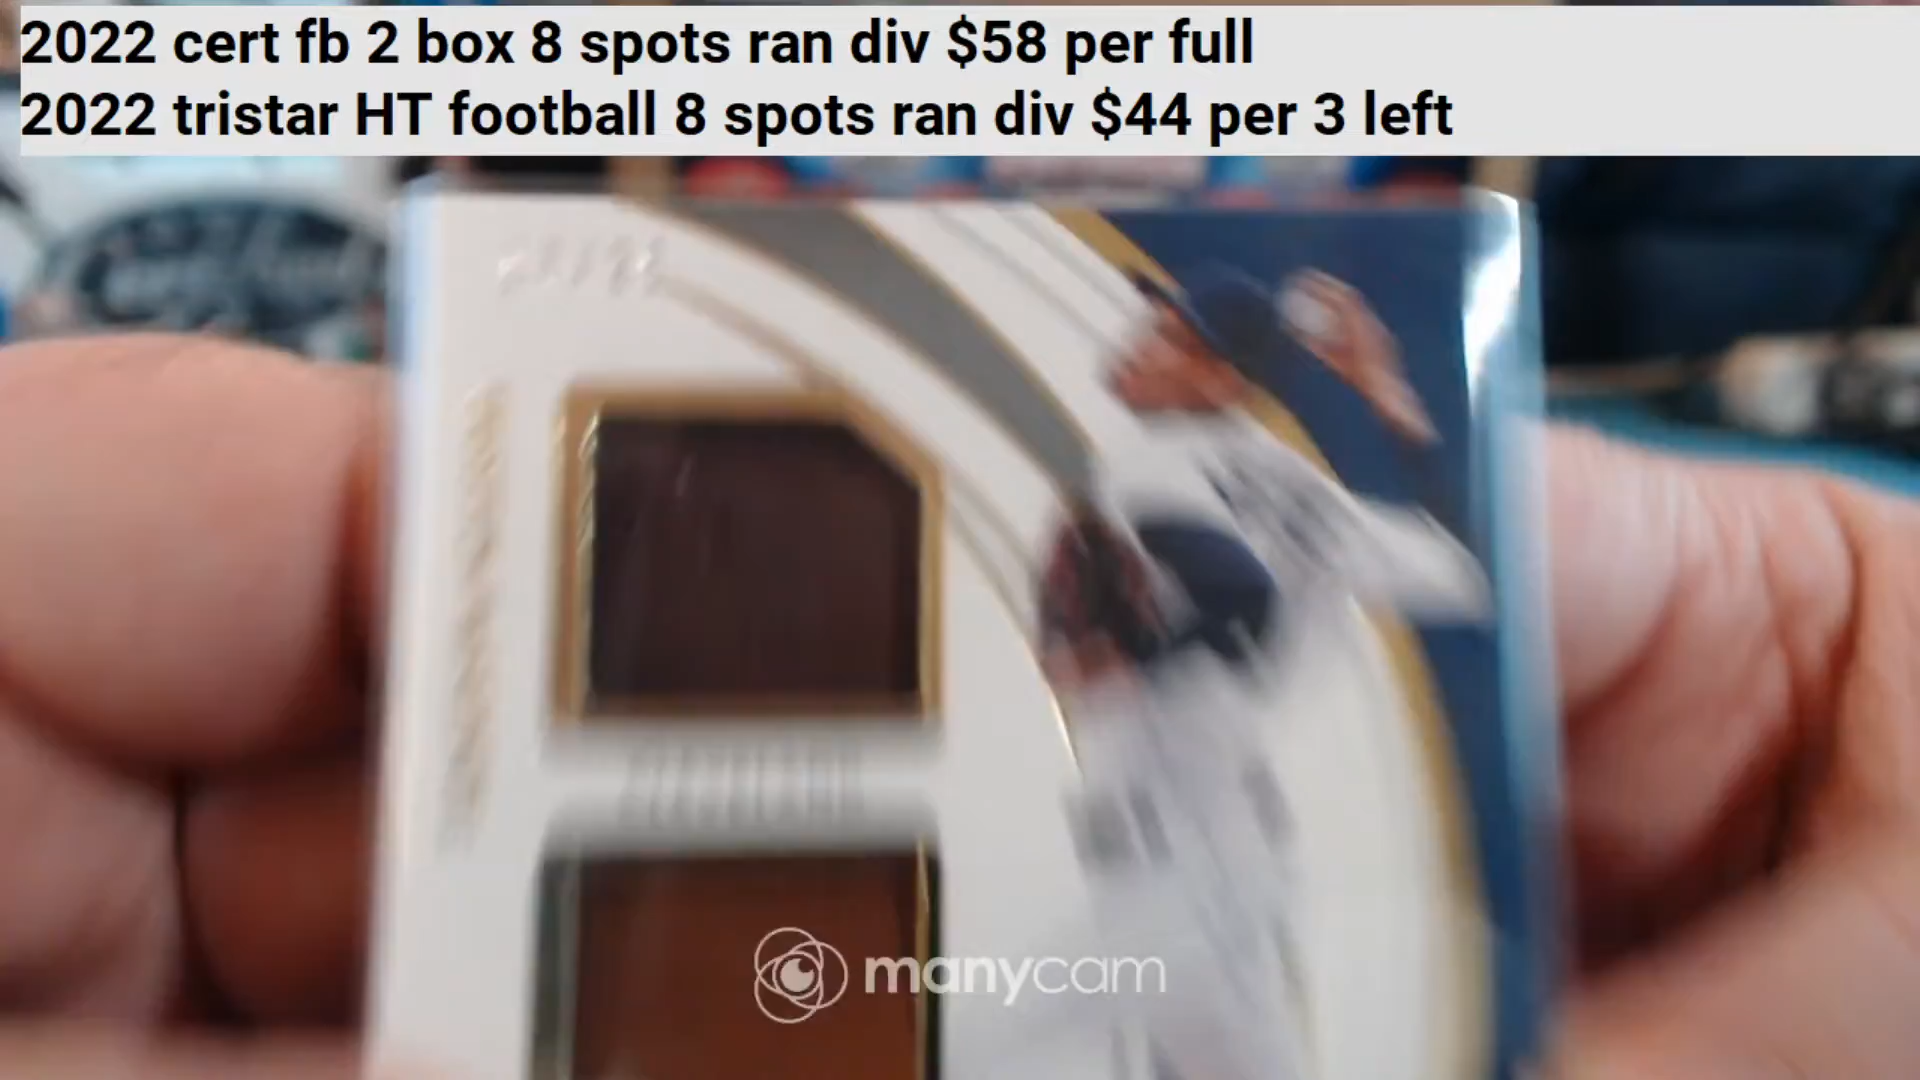 2022 cert fb 2 box 8 spots ran div $58 per full
2022 tristar HT football 8 spots ran div $44 per 3 left
manycam